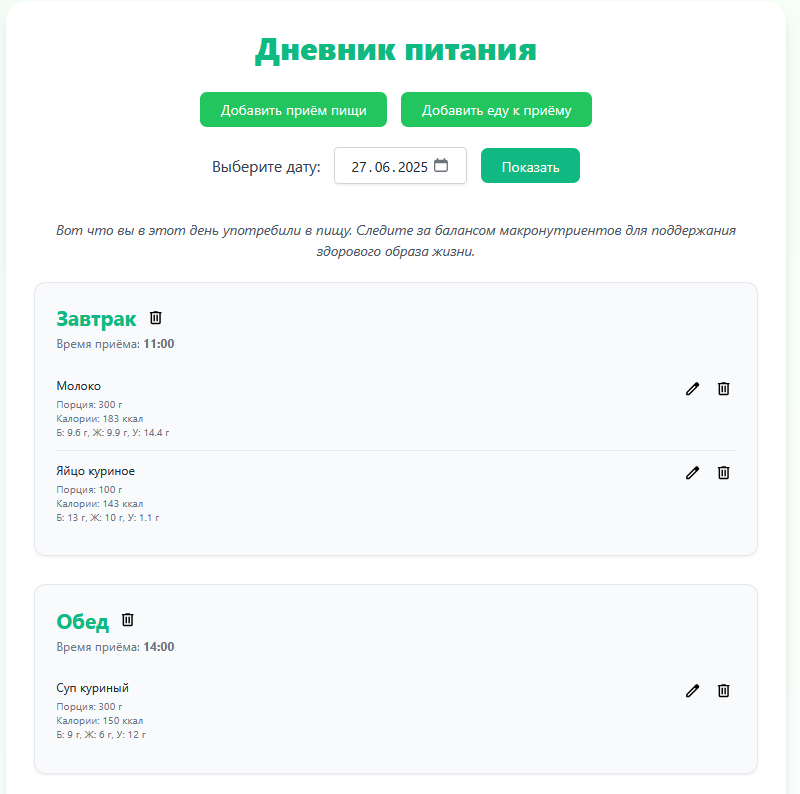 Дневник питания
Добавить приём пищи
Добавить еду к приёму
Выберите дату:
27.06.2025
Показать
Вот что вы в этот день употребили в пищу. Следите за балансом макронутриентов для поддержания
здорового образа жизни.
Завтрак
Время приёма: 11:00
Молоко
Порция: 300 г
Калории: 183 ккал
Б: 9.6 г, Ж: 9.9 г, У: 14.4 г
Яйцо куриное
Порция: 100 г
Калории: 143 ккал
Б: 13 г, Ж: 10 г, У: 1.1 г
Обед
Время приёма: 14:00
Суп куриный
Порция: 300 г
Калории: 150 ккал
Б: 9 г, Ж: 6 г, У: 12 г